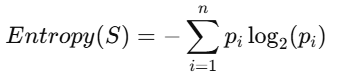 Entropy(S) = − \sum_{i=1}^{n} p_i \log_2(p_i)